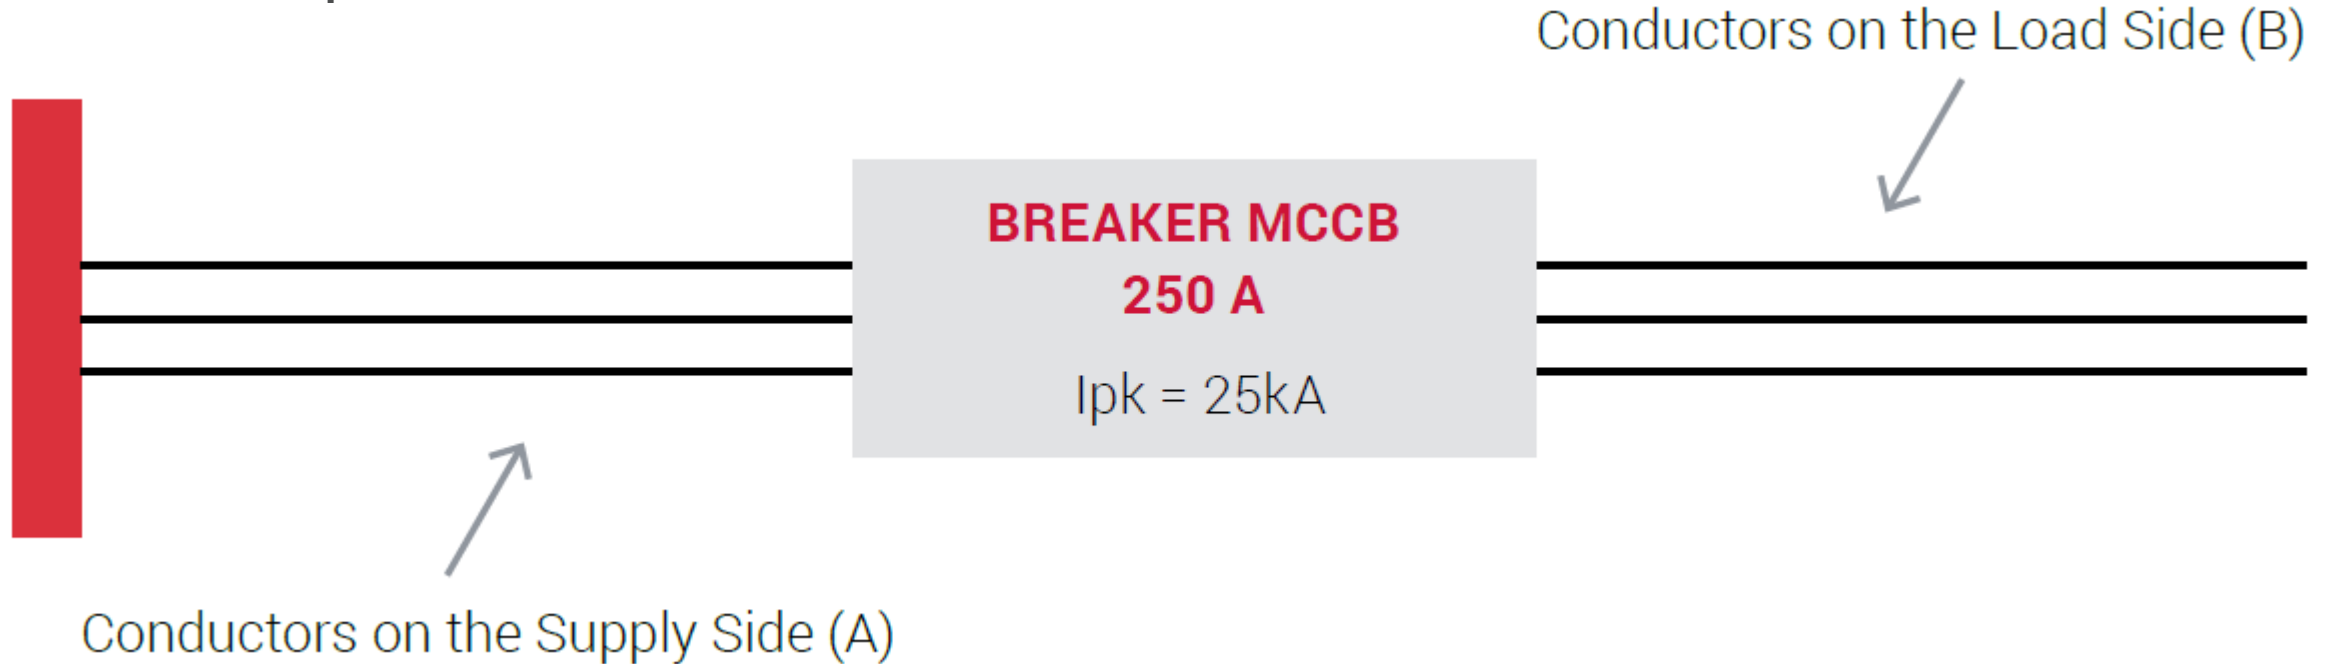 Conductors on the Load Side (B)
BREAKER MCCB
250 A
Ipk = 25kA
Conductors on the Supply Side (A)